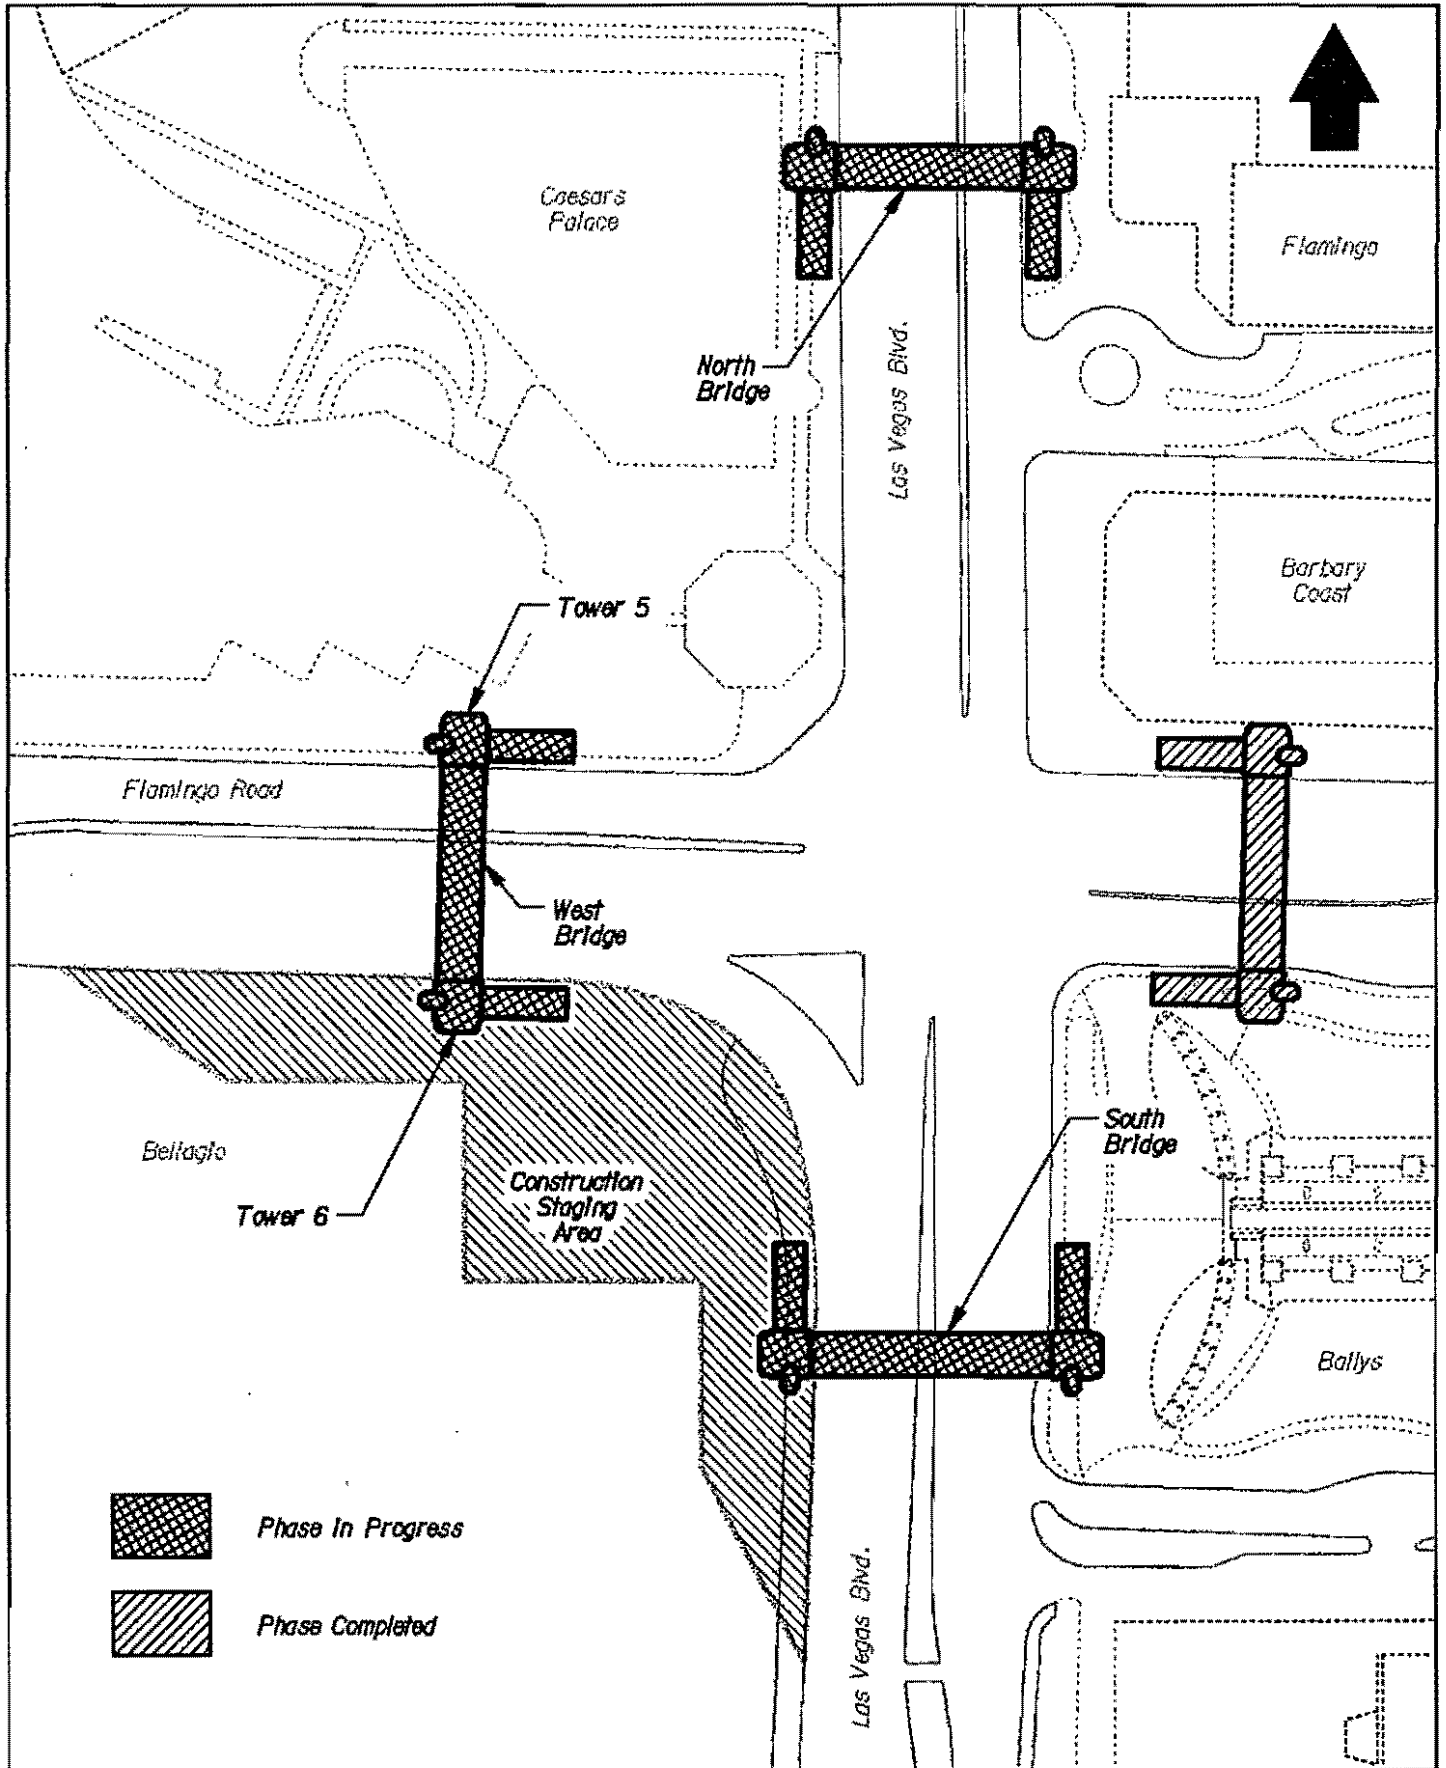 Caesars
Palace
Flamingo
North
Bridge
Las Vegas Blvd.
Barbary
Coast
Tower 5
Flamingo Road
West
Bridge
South
Bridge
Bellagio
Construction
Staging
Area
Tower 6
Ballys
Phase In Progress
Phase Completed
Las Vegas Blvd.